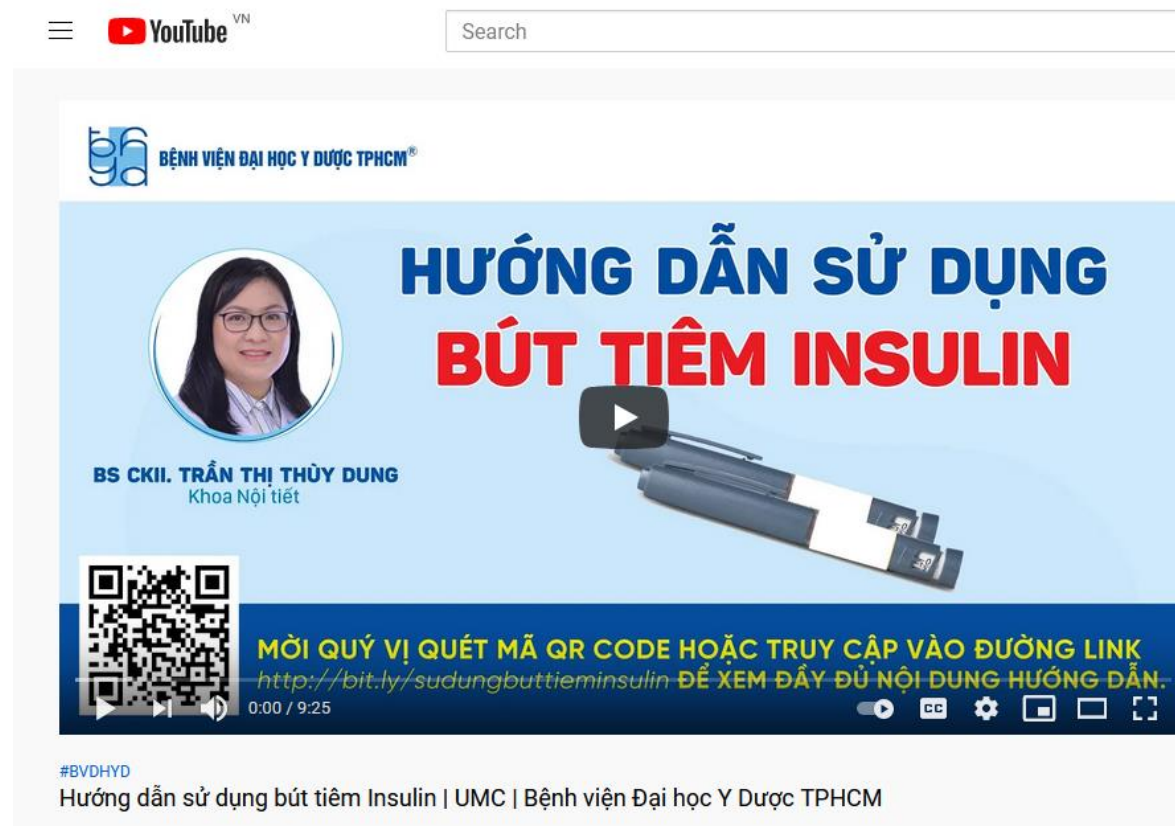 YouTube VN
Search
BỆNH VIỆN ĐẠI HỌC Y DƯỢC TPHCM®
HƯỚNG DẪN SỬ DỤNG
BÚT TIÊM INSULIN
BS CKII. TRẦN THỊ THÙY DUNG
Khoa Nội tiết
MỜI QUÝ VỊ QUÉT MÃ QR CODE HOẶC TRUY CẬP VÀO ĐƯỜNG LINK
http://bit.ly/sudungbuttieminsulin ĐỂ XEM ĐẦY ĐỦ NỘI DUNG HƯỚNG DẪN.
0:00 / 9:25
CC
#BVDHYD
Hướng dẫn sử dụng bút tiêm Insulin | UMC | Bệnh viện Đại học Y Dược TPHCM